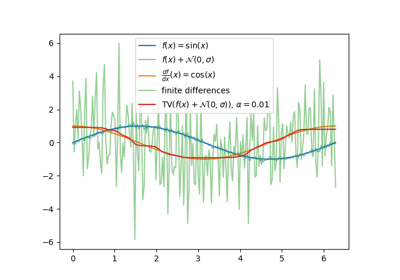 f(x) = sin(x)
f(x) + 𝒩(0, σ)
df/dx (x) = cos(x)
finite differences
TV(f(x) + 𝒩(0, σ)), α = 0.01
6
4
2
0
−2
−4
−6
0 1 2 3 4 5 6